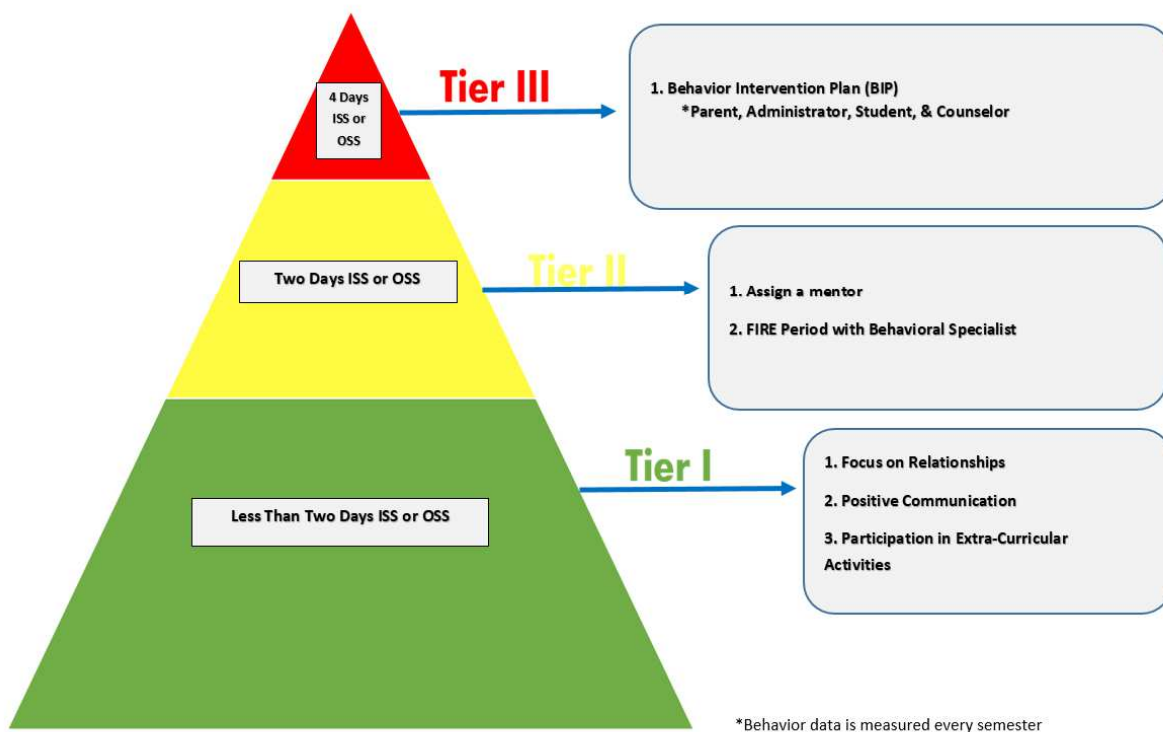 Tier III
4 Days
ISS or
OSS
1. Behavior Intervention Plan (BIP)
*Parent, Administrator, Student, & Counselor
Tier II
Two Days ISS or OSS
1. Assign a mentor
2. FIRE Period with Behavioral Specialist
Tier I
Less Than Two Days ISS or OSS
1. Focus on Relationships
2. Positive Communication
3. Participation in Extra-Curricular
Activities
*Behavior data is measured every semester